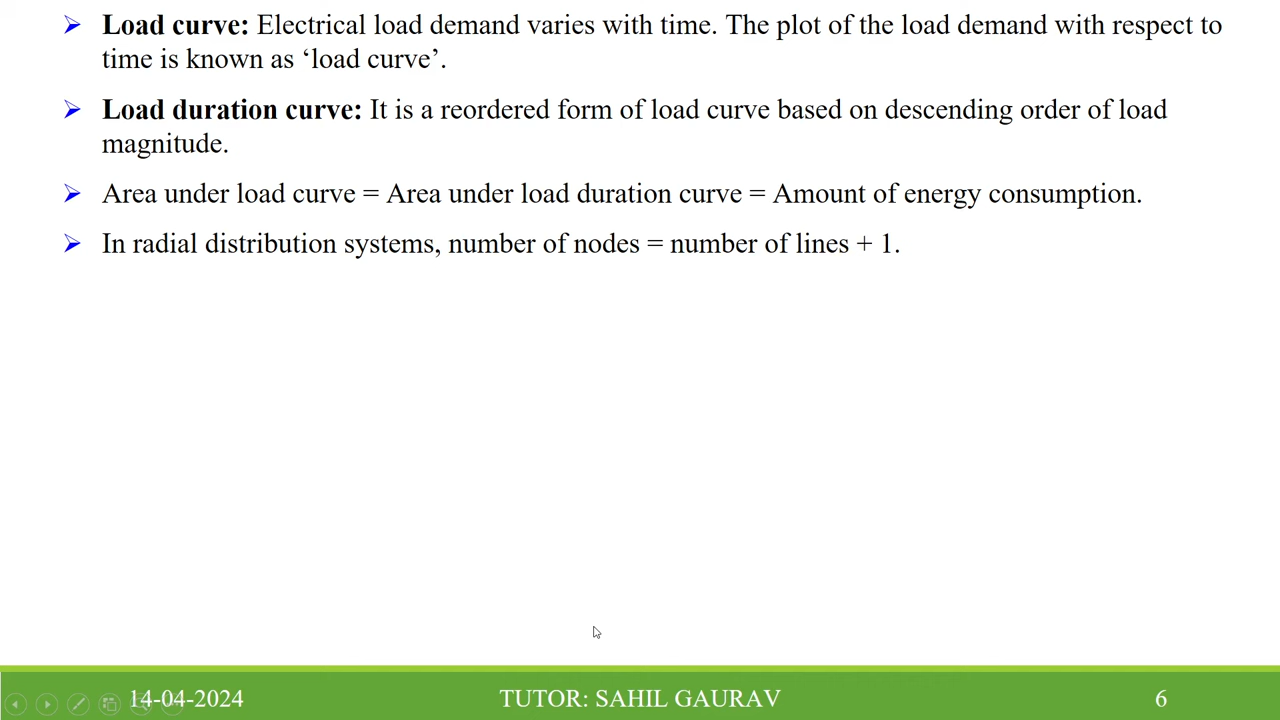 Load curve: Electrical load demand varies with time. The plot of the load demand with respect to
time is known as ‘load curve’.
Load duration curve: It is a reordered form of load curve based on descending order of load
magnitude.
Area under load curve = Area under load duration curve = Amount of energy consumption.
In radial distribution systems, number of nodes = number of lines + 1.
14-04-2024
TUTOR: SAHIL GAURAV
6